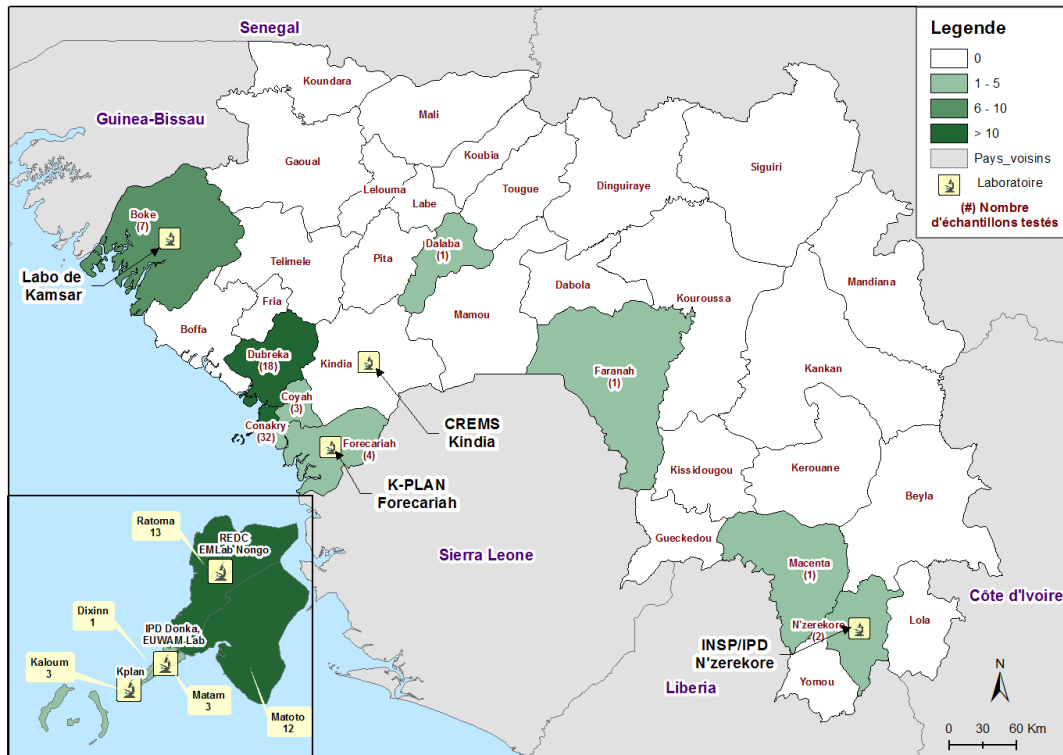 Senegal
Guinea-Bissau
Koundara
Mali
Gaoual
Koubia
Lelouma
Labe
Tougue
Dinguiraye
Siguiri
Boke
(7)
Labo de
Kamsar
Telimele
Pita
Dalaba
(1)
Dabola
Kouroussa
Mandiana
Fria
Boffa
Mamou
Dubreka
(18)
Kindia
Faranah
(1)
Kankan
Coyah
(3)
Conakry
(32)
CREMS
Kindia
Forecariah
(4)
K-PLAN
Forecariah
Kissidougou
Kerouane
Beyla
Gueckedou
Sierra Leone
Macenta
(1)
Côte d'Ivoire
N'zerekore
(2)
Lola
INSP/IPD
N'zerekore
Liberia
Yomou
Legende
0
1 - 5
6 - 10
> 10
Pays_voisins
Laboratoire
(#) Nombre
d'échantillons testés
Ratoma
13
REDC
EMLab Nongo
Dixinn
1
IPD Donka,
EUWAM-Lab
Kaloum
3
Kplan
Matam
3
Matoto
12
N
0 30 60 Km